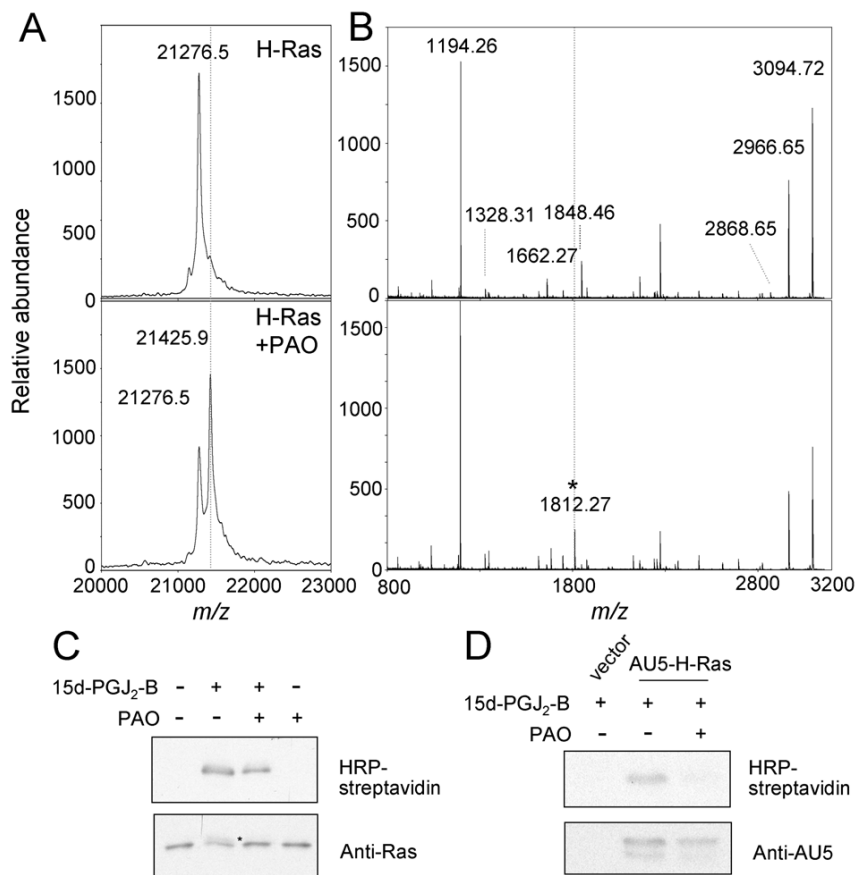 A
B
Relative abundance
H-Ras
21276.5
1500
1000
500
0
1194.26
3094.72
2966.65
1328.31
1848.46
1662.27
2868.65
1500
1000
500
0
H-Ras
+PAO
21425.9
21276.5
1500
1000
500
0
20000 21000 22000 23000
m/z
*
1812.27
1500
1000
500
0
800 1800 2800 3200
m/z
C
15d-PGJ2-B - + + -
PAO - - + +
HRP-
streptavidin
*
Anti-Ras
D
vector
AU5-H-Ras
15d-PGJ2-B + + +
PAO - - +
HRP-
streptavidin
Anti-AU5